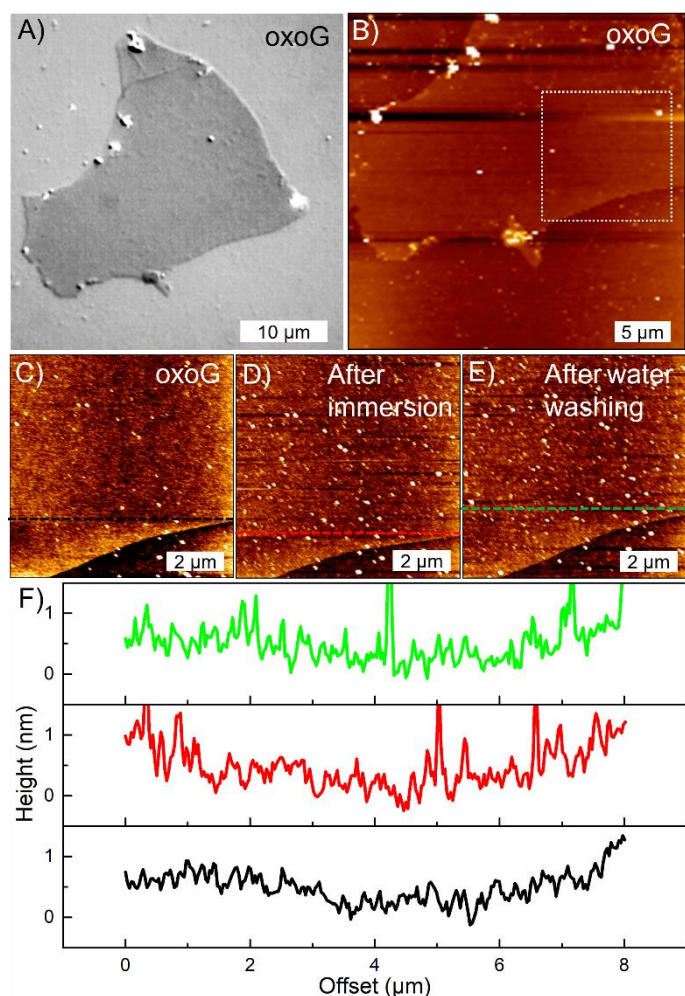 A) oxoG
10 µm
B) oxoG
5 µm
C) oxoG
2 µm
D) After
immersion
2 µm
E) After water
washing
2 µm
F)
Height (nm)
1
0
1
0
1
0
0 2 4 6 8
Offset (µm)